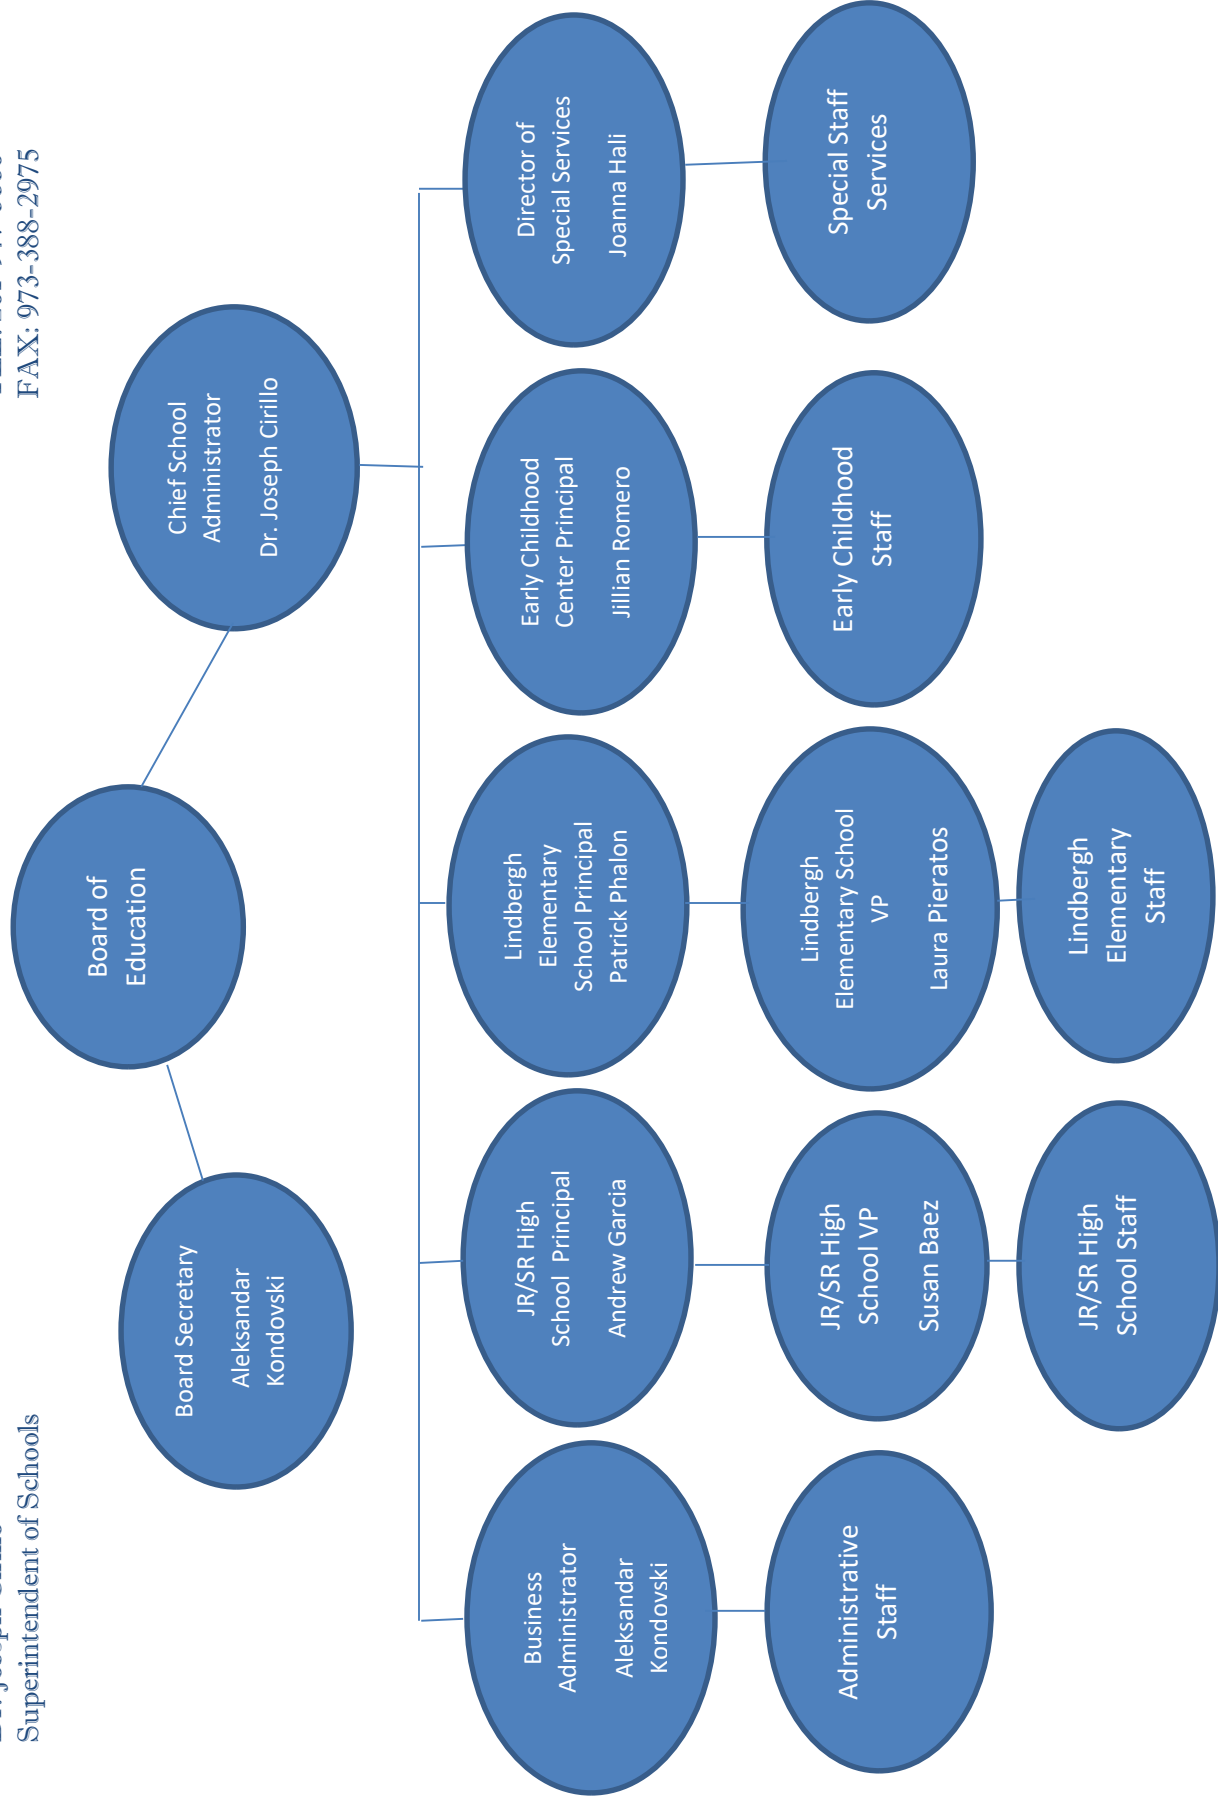 Superintendent of Schools
FAX: 973-388-2975
Board of
Education
Board Secretary
Aleksandar
Kondovski
Chief School
Administrator
Dr. Joseph Cirillo
Business
Administrator
Aleksandar
Kondovski
JR/SR High
School Principal
Andrew Garcia
Lindbergh
Elementary
School Principal
Patrick Phalon
Early Childhood
Center Principal
Jillian Romero
Director of
Special Services
Joanna Hali
Administrative
Staff
JR/SR High
School VP
Susan Baez
Lindbergh
Elementary School
VP
Laura Pieratos
Early Childhood
Staff
Special Staff
Services
JR/SR High
School Staff
Lindbergh
Elementary
Staff